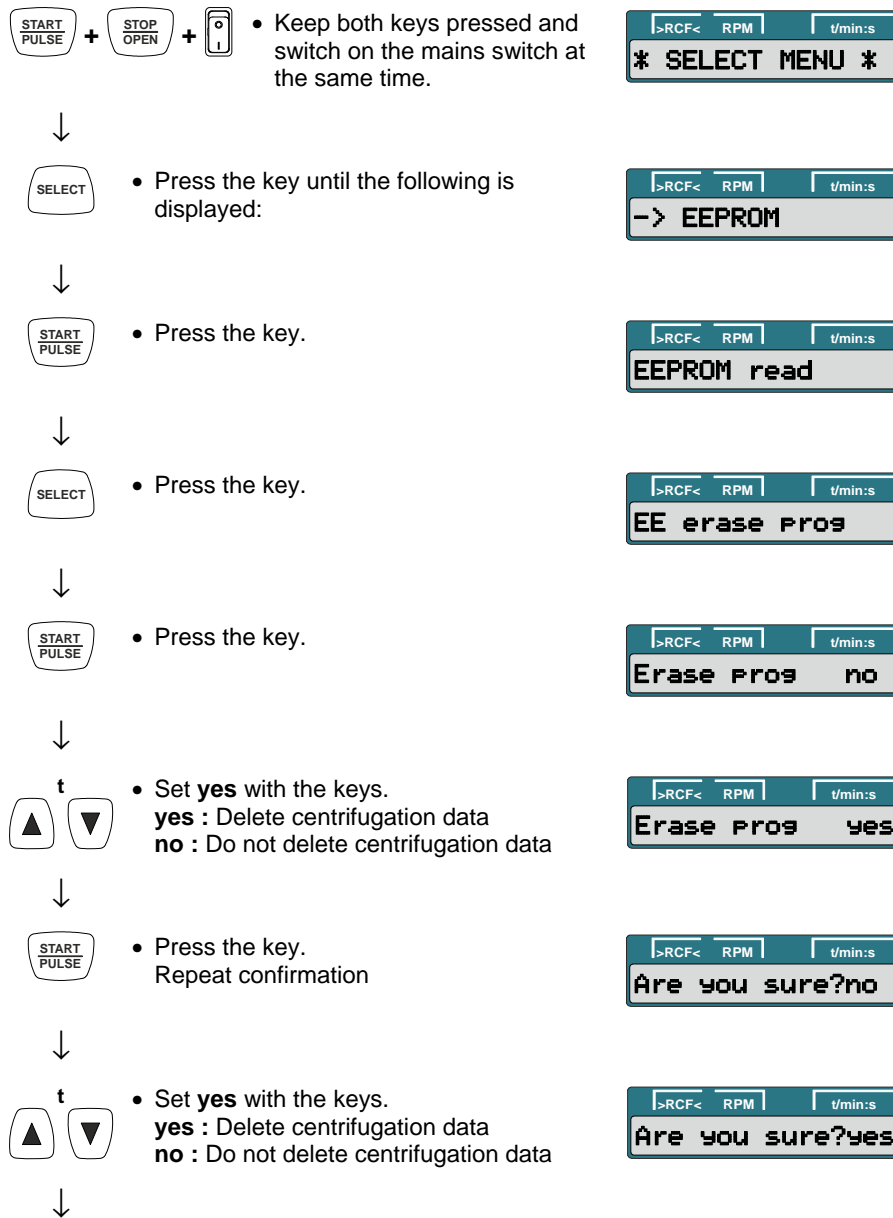 START
PULSE
+
STOP
OPEN
+
• Keep both keys pressed and
switch on the mains switch at
the same time.
>RCF< RPM t/min:s
* SELECT MENU *
↓
SELECT
• Press the key until the following is
displayed:
>RCF< RPM t/min:s
-> EEPROM
↓
START
PULSE
• Press the key.
>RCF< RPM t/min:s
EEPROM read
↓
SELECT
• Press the key.
>RCF< RPM t/min:s
EE erase prog
↓
START
PULSE
• Press the key.
>RCF< RPM t/min:s
Erase prog no
↓
t
• Set yes with the keys.
yes : Delete centrifugation data
no : Do not delete centrifugation data
>RCF< RPM t/min:s
Erase prog yes
↓
START
PULSE
• Press the key.
Repeat confirmation
>RCF< RPM t/min:s
Are you sure?no
↓
t
• Set yes with the keys.
yes : Delete centrifugation data
no : Do not delete centrifugation data
>RCF< RPM t/min:s
Are you sure?yes
↓